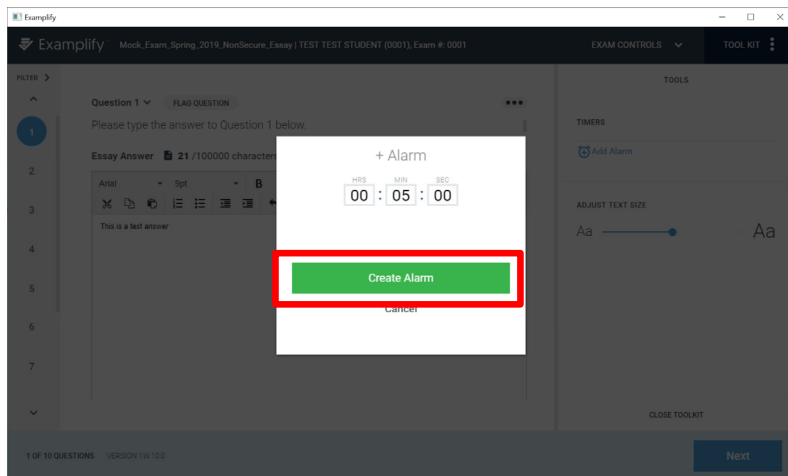 Examplify
Examplify Mock_Exam_Spring_2019_NonSecure_Essay | TEST TEST STUDENT (0001), Exam #: 0001 EXAM CONTROLS TOOL KIT
FILTER
TOOLS
Question 1 FLAG QUESTION
1
Please type the answer to Question 1 below.
TIMERS
Essay Answer 21 /100000 characters
+ Alarm
Add Alarm
2
Arial 9pt B
HRS MIN SEC
00 : 05 : 00
3
ADJUST TEXT SIZE
This is a test answer
Aa Aa
4
Create Alarm
5
Cancel
6
7
CLOSE TOOLKIT
1 OF 10 QUESTIONS VERSION 1W.10.0
Next